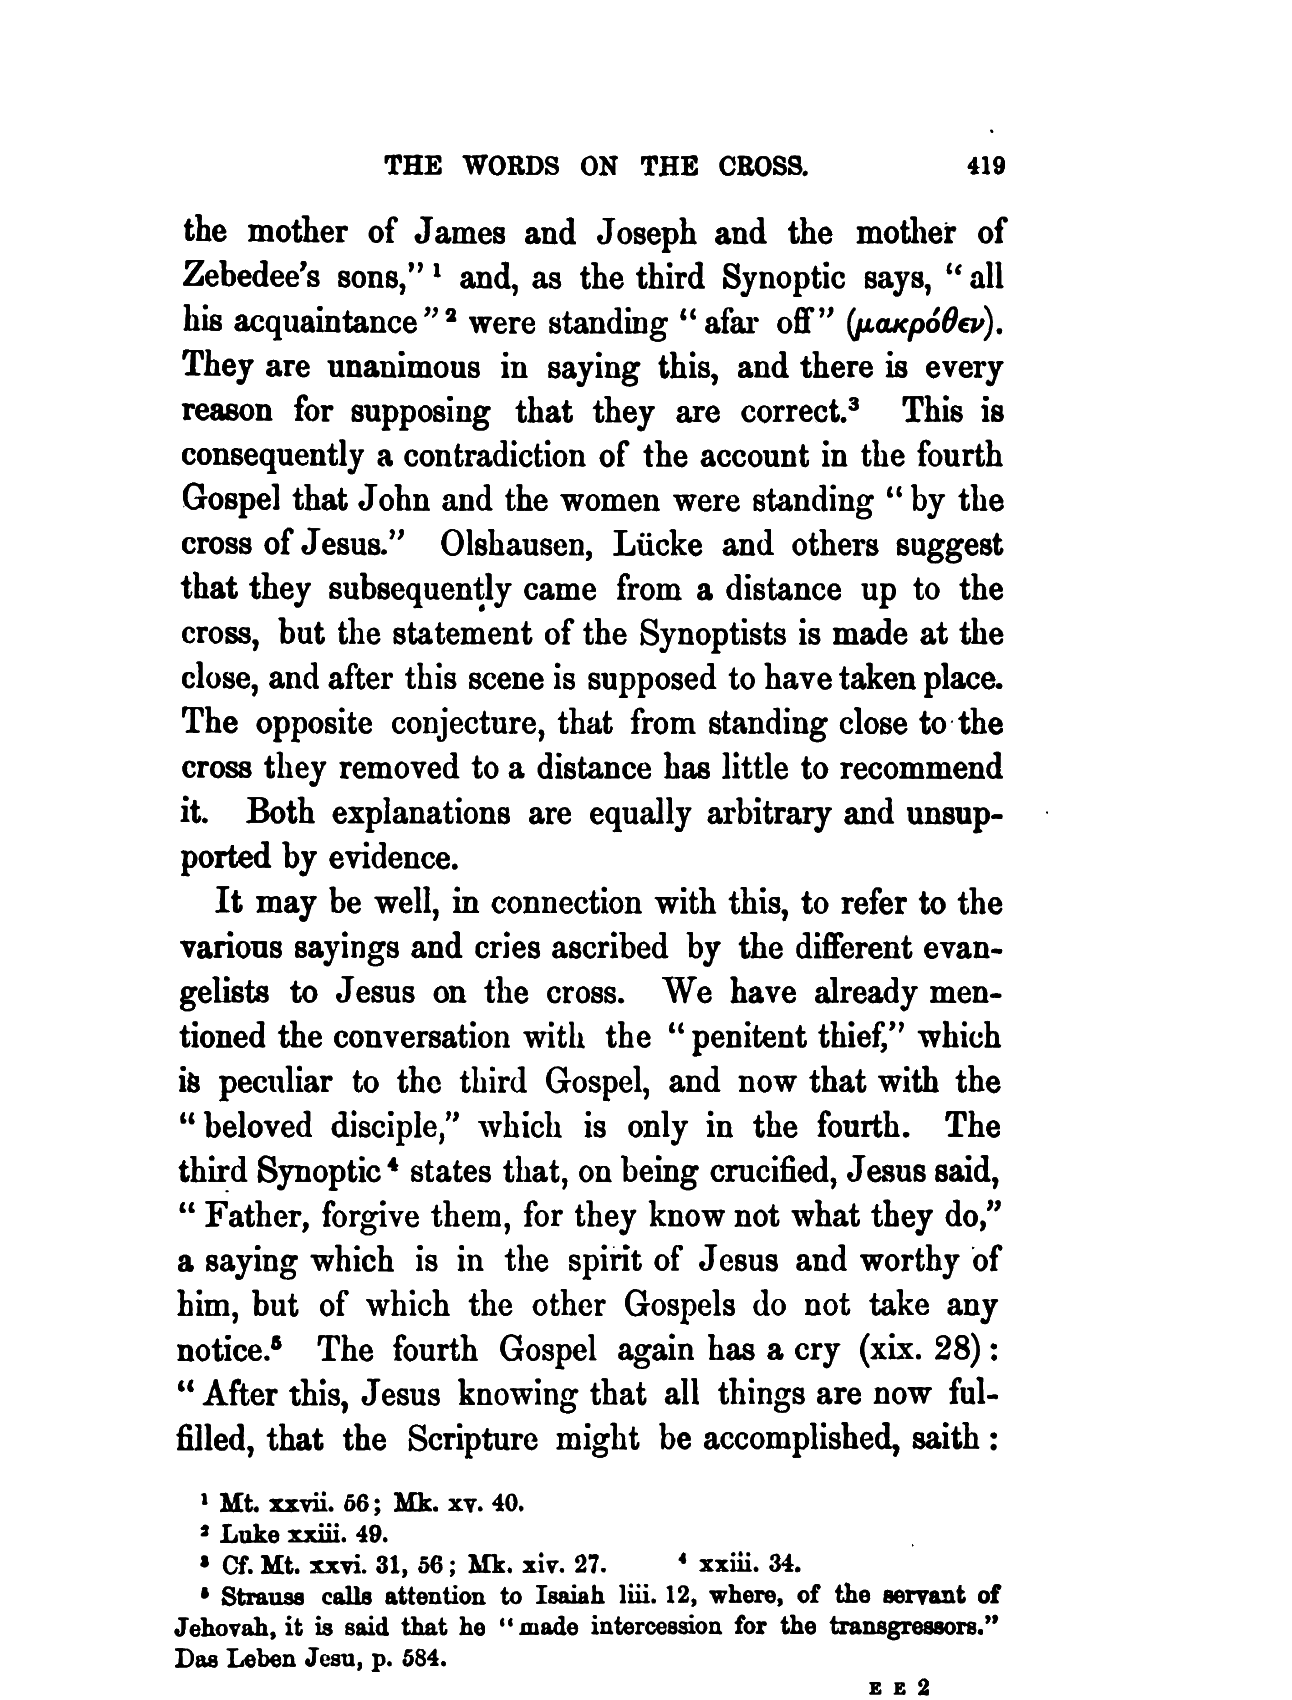 THE WORDS ON THE CROSS. 419
the mother of James and Joseph and the mother of
Zebedee's sons," ¹ and, as the third Synoptic says, "all
his acquaintance" ² were standing "afar off" (μακρόθεν).
They are unanimous in saying this, and there is every
reason for supposing that they are correct.³ This is
consequently a contradiction of the account in the fourth
Gospel that John and the women were standing "by the
cross of Jesus." Olshausen, Lücke and others suggest
that they subsequently came from a distance up to the
cross, but the statement of the Synoptists is made at the
close, and after this scene is supposed to have taken place.
The opposite conjecture, that from standing close to the
cross they removed to a distance has little to recommend
it. Both explanations are equally arbitrary and unsup-
ported by evidence.
It may be well, in connection with this, to refer to the
various sayings and cries ascribed by the different evan-
gelists to Jesus on the cross. We have already men-
tioned the conversation with the "penitent thief," which
is peculiar to the third Gospel, and now that with the
"beloved disciple," which is only in the fourth. The
third Synoptic ⁴ states that, on being crucified, Jesus said,
"Father, forgive them, for they know not what they do,"
a saying which is in the spirit of Jesus and worthy of
him, but of which the other Gospels do not take any
notice.⁵ The fourth Gospel again has a cry (xix. 28):
"After this, Jesus knowing that all things are now ful-
filled, that the Scripture might be accomplished, saith:
¹ Mt. xxvii. 56; Mk. xv. 40.
² Luke xxiii. 49.
³ Cf. Mt. xxvi. 31, 56; Mk. xiv. 27. ⁴ xxiii. 34.
⁵ Strauss calls attention to Isaiah liii. 12, where, of the servant of
Jehovah, it is said that he "made intercession for the transgressors."
Das Leben Jesu, p. 584.
E E 2